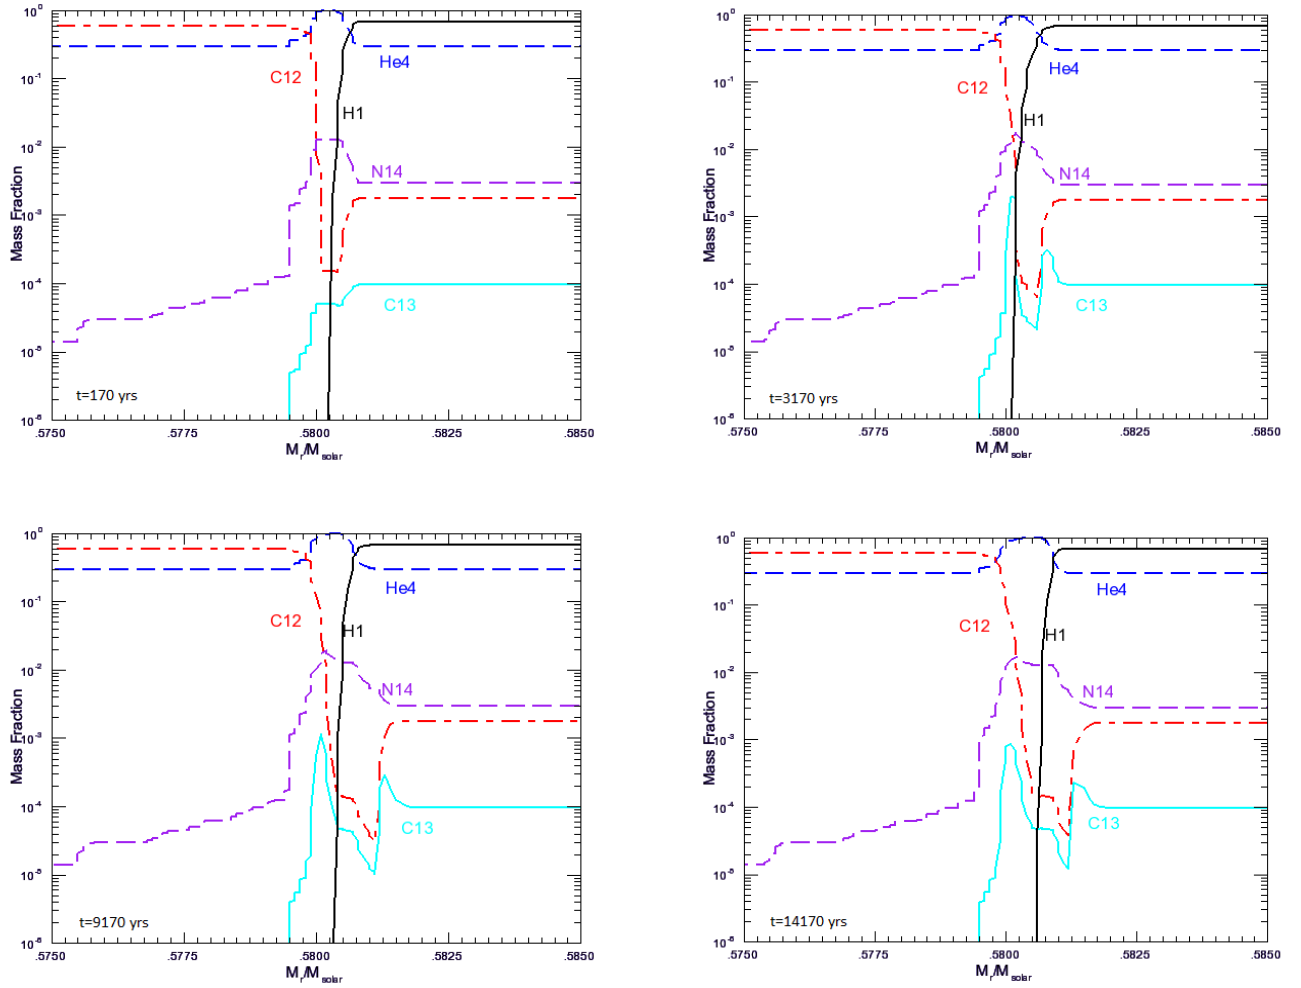 10⁰
10⁻¹
10⁻²
10⁻³
10⁻⁴
10⁻⁵
10⁻⁶
Mass Fraction
C12
He4
H1
N14
C13
t=170 yrs
.5750 .5775 .5800 .5825 .5850
Mr/Msolar
10⁰
10⁻¹
10⁻²
10⁻³
10⁻⁴
10⁻⁵
10⁻⁶
Mass Fraction
He4
C12
H1
N14
C13
t=3170 yrs
.5750 .5775 .5800 .5825 .5850
Mr/Msolar
10⁰
10⁻¹
10⁻²
10⁻³
10⁻⁴
10⁻⁵
10⁻⁶
Mass Fraction
He4
C12
H1
N14
C13
t=9170 yrs
.5750 .5775 .5800 .5825 .5850
Mr/Msolar
10⁰
10⁻¹
10⁻²
10⁻³
10⁻⁴
10⁻⁵
10⁻⁶
Mass Fraction
He4
C12
H1
N14
C13
t=14170 yrs
.5750 .5775 .5800 .5825 .5850
Mr/Msolar